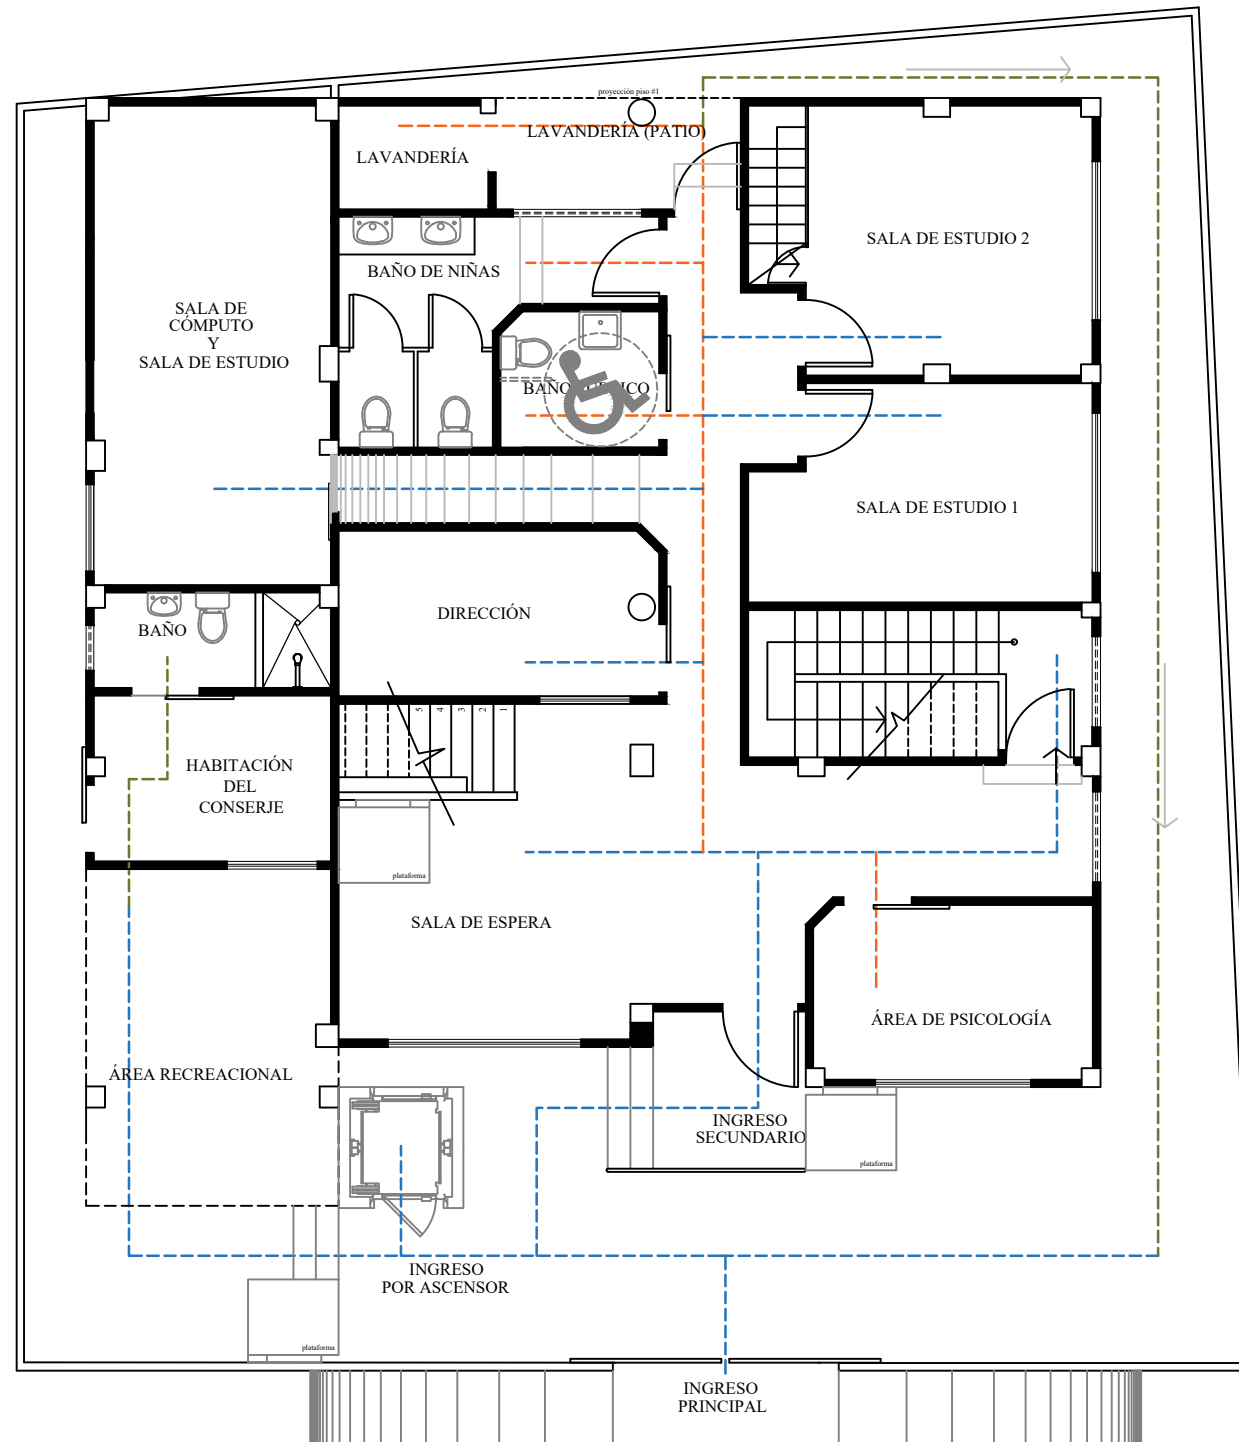 proyección piso #1
LAVANDERÍA (PATIO)
LAVANDERÍA
SALA DE ESTUDIO 2
BAÑO DE NIÑAS
SALA DE
CÓMPUTO
Y
SALA DE ESTUDIO
BAÑO
SALA DE ESTUDIO 1
DIRECCIÓN
BAÑO
5
4
3
2
1
HABITACIÓN
DEL
CONSERJE
plataforma
SALA DE ESPERA
ÁREA DE PSICOLOGÍA
ÁREA RECREACIONAL
INGRESO
SECUNDARIO
plataforma
INGRESO
POR ASCENSOR
plataforma
INGRESO
PRINCIPAL